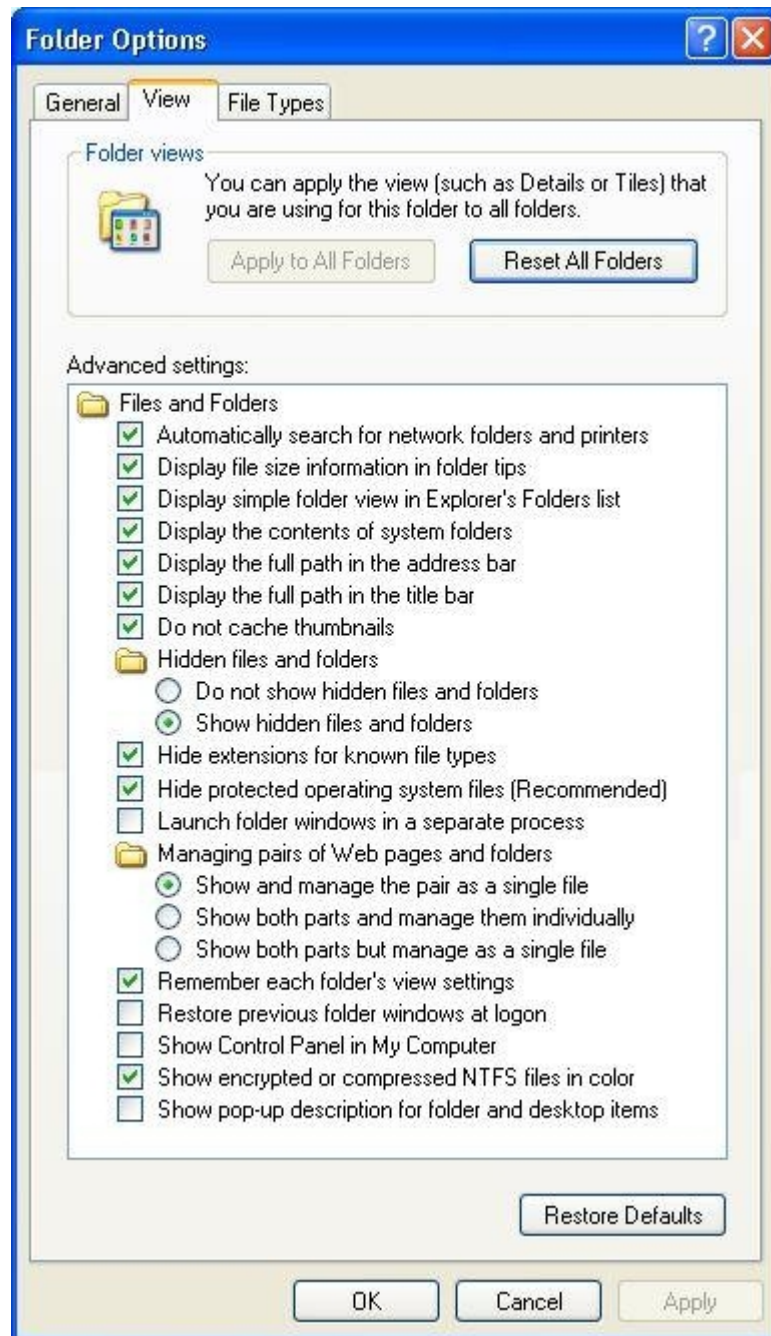 Folder Options
General View File Types
Folder views
You can apply the view (such as Details or Tiles) that
you are using for this folder to all folders.
Apply to All Folders Reset All Folders
Advanced settings:
Files and Folders
Automatically search for network folders and printers
Display file size information in folder tips
Display simple folder view in Explorer's Folders list
Display the contents of system folders
Display the full path in the address bar
Display the full path in the title bar
Do not cache thumbnails
Hidden files and folders
Do not show hidden files and folders
Show hidden files and folders
Hide extensions for known file types
Hide protected operating system files (Recommended)
Launch folder windows in a separate process
Managing pairs of Web pages and folders
Show and manage the pair as a single file
Show both parts and manage them individually
Show both parts but manage as a single file
Remember each folder's view settings
Restore previous folder windows at logon
Show Control Panel in My Computer
Show encrypted or compressed NTFS files in color
Show pop-up description for folder and desktop items
Restore Defaults
OK Cancel Apply